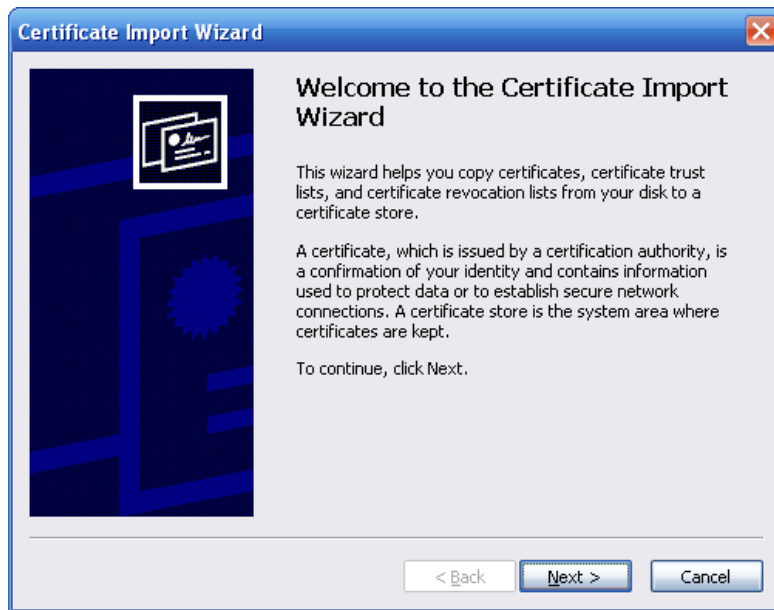 Certificate Import Wizard
Welcome to the Certificate Import
Wizard
This wizard helps you copy certificates, certificate trust
lists, and certificate revocation lists from your disk to a
certificate store.
A certificate, which is issued by a certification authority, is
a confirmation of your identity and contains information
used to protect data or to establish secure network
connections. A certificate store is the system area where
certificates are kept.
To continue, click Next.
< Back Next > Cancel